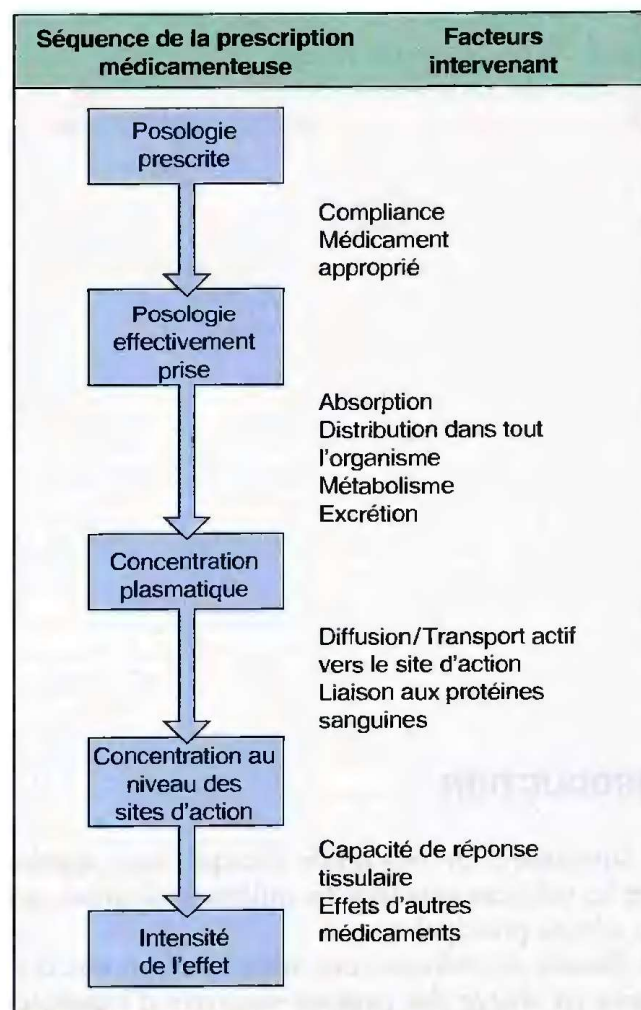 Séquence de la prescription
médicamenteuse
Facteurs
intervenant
Posologie
prescrite
Compliance
Médicament
approprié
Posologie
effectivement
prise
Absorption
Distribution dans tout
l'organisme
Métabolisme
Excrétion
Concentration
plasmatique
Diffusion/Transport actif
vers le site d'action
Liaison aux protéines
sanguines
Concentration au
niveau des
sites d'action
Capacité de réponse
tissulaire
Effets d'autres
médicaments
Intensité
de l'effet